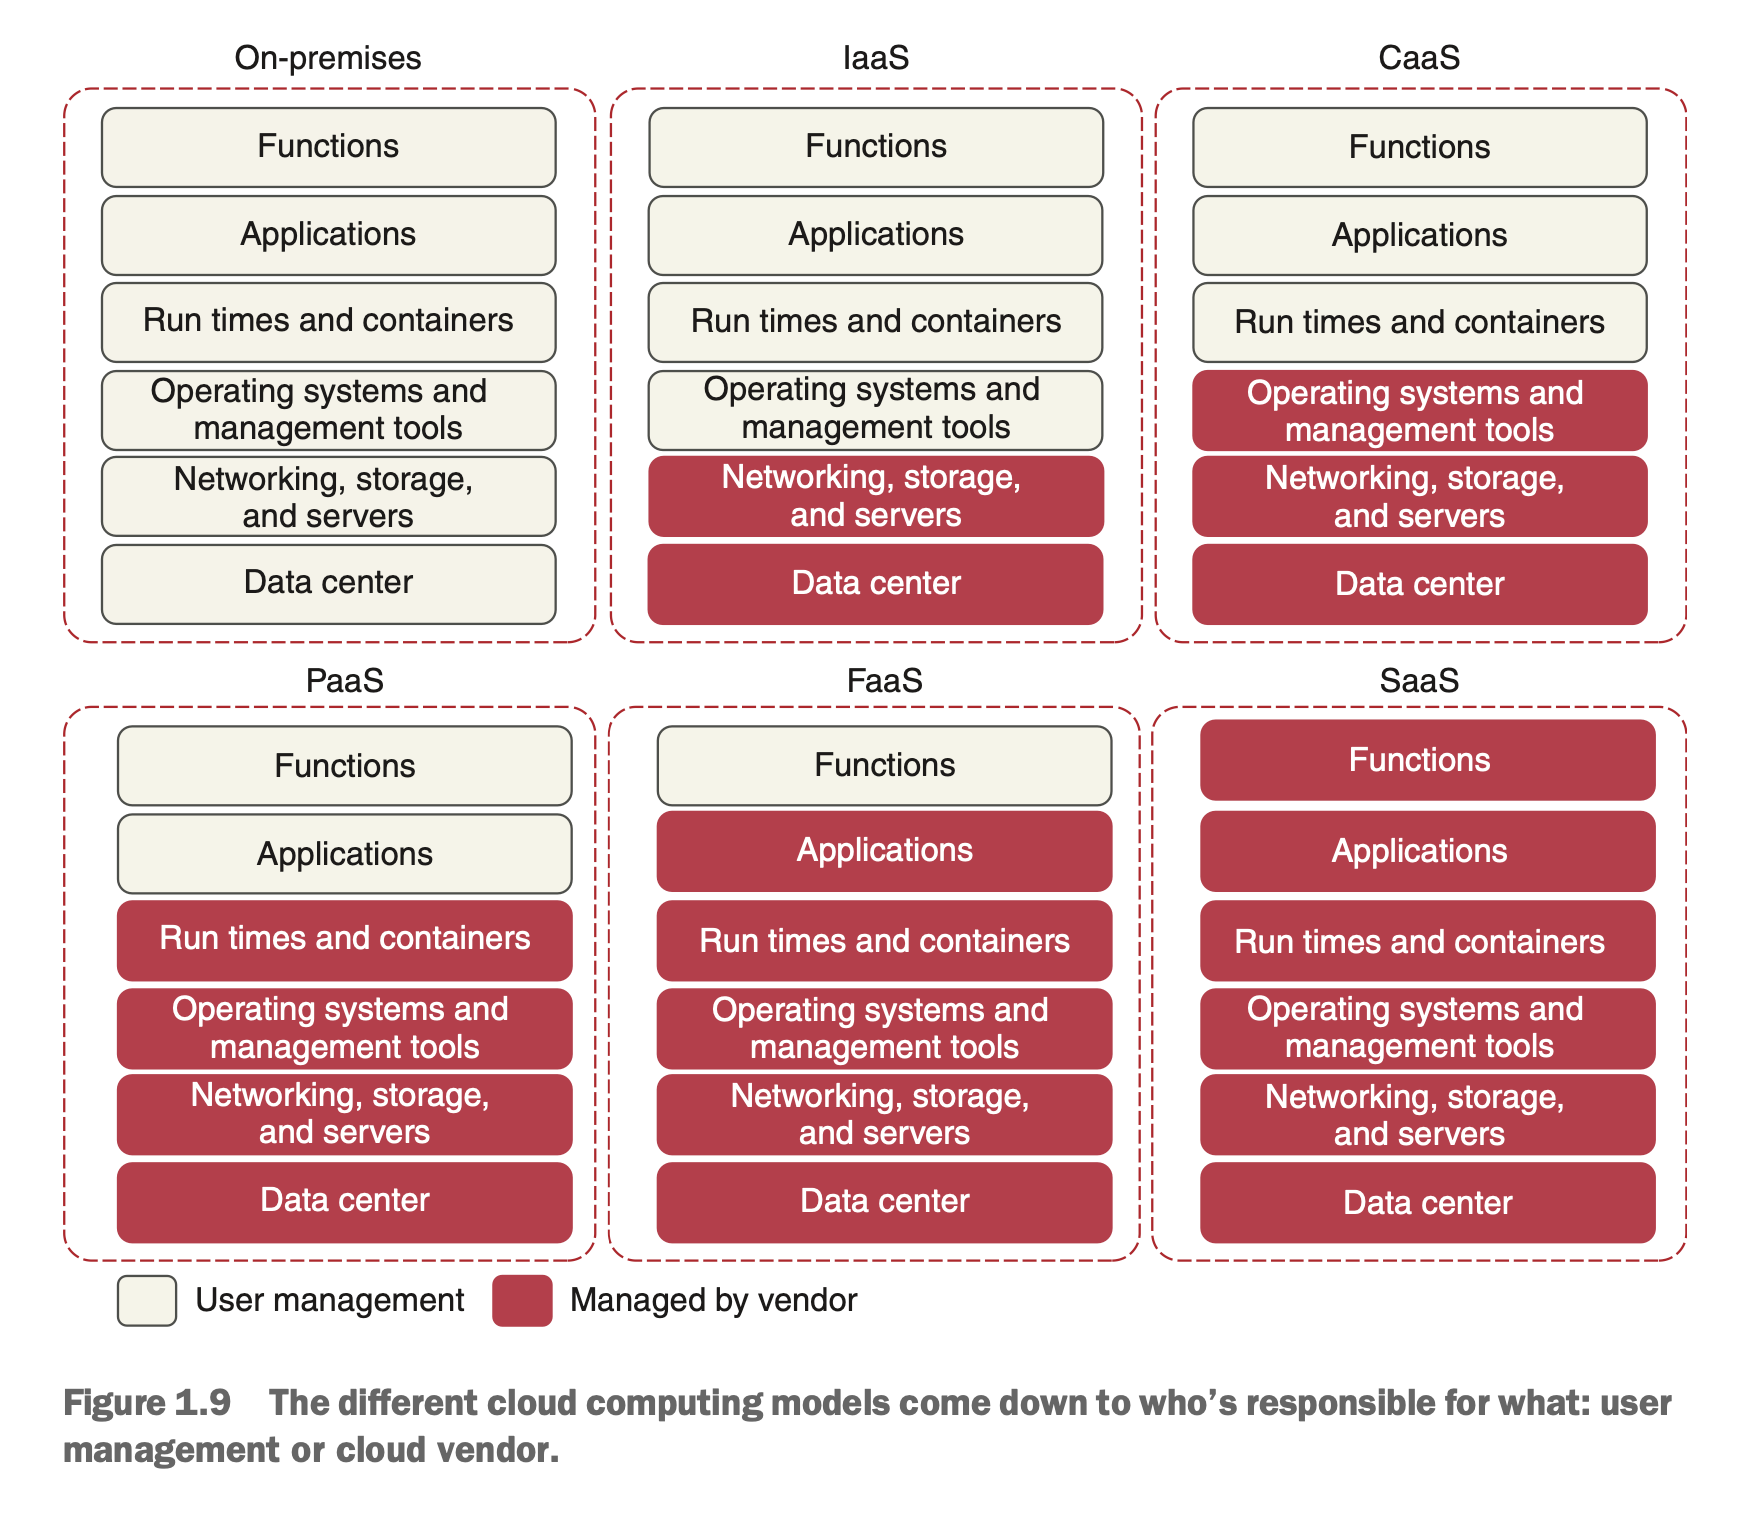 On-premises
Functions
Applications
Run times and containers
Operating systems and
management tools
Networking, storage,
and servers
Data center
IaaS
Functions
Applications
Run times and containers
Operating systems and
management tools
Networking, storage,
and servers
Data center
CaaS
Functions
Applications
Run times and containers
Operating systems and
management tools
Networking, storage,
and servers
Data center
PaaS
Functions
Applications
Run times and containers
Operating systems and
management tools
Networking, storage,
and servers
Data center
FaaS
Functions
Applications
Run times and containers
Operating systems and
management tools
Networking, storage,
and servers
Data center
SaaS
Functions
Applications
Run times and containers
Operating systems and
management tools
Networking, storage,
and servers
Data center
User management
Managed by vendor
Figure 1.9 The different cloud computing models come down to who’s responsible for what: user
management or cloud vendor.